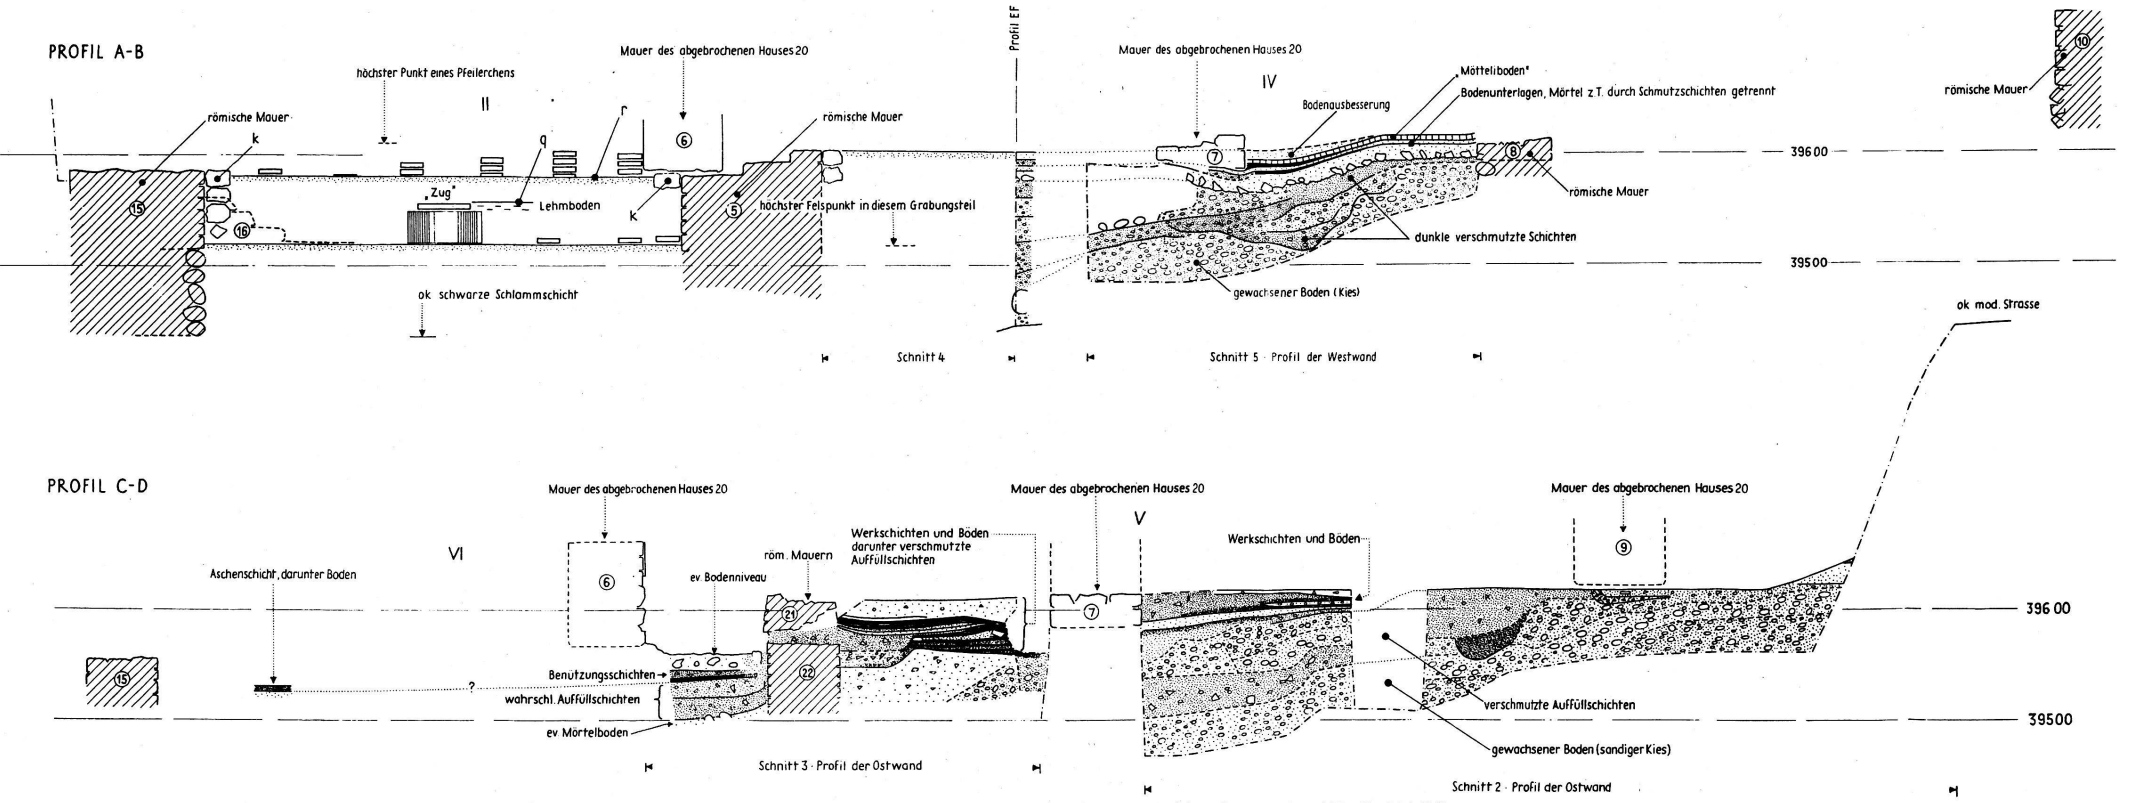 PROFIL A-B
Mauer des abgebrochenen Hauses 20
höchster Punkt eines Pfeilerchens
II
römische Mauer
k
r
q
römische Mauer
6
Profil EF
Mauer des abgebrochenen Hauses 20
IV
"Mötteliboden"
Bodenunterlagen, Mörtel z.T. durch Schmutzschichten getrennt
Bodenausbesserung
römische Mauer
10
7
8
39600
"Zug"
Lehmboden
k
15
16
5
höchster Felspunkt in diesem Grabungsteil
römische Mauer
dunkle verschmutzte Schichten
39500
ok schwarze Schlammschicht
gewachsener Boden (Kies)
ok mod. Strasse
Schnitt 4
Schnitt 5 - Profil der Westwand
PROFIL C-D
Mauer des abgebrochenen Hauses 20
Mauer des abgebrochenen Hauses 20
Mauer des abgebrochenen Hauses 20
VI
V
Werkschichten und Böden
darunter verschmutzte
Auffüllschichten
Werkschichten und Böden
9
röm. Mauern
Aschenschicht, darunter Boden
ev. Bodenniveau
6
21
7
39600
15
?
Benützungsschichten
22
wahrschl. Auffüllschichten
verschmutzte Auffüllschichten
39500
ev. Mörtelboden
gewachsener Boden (sandiger Kies)
Schnitt 3 - Profil der Ostwand
Schnitt 2 - Profil der Ostwand